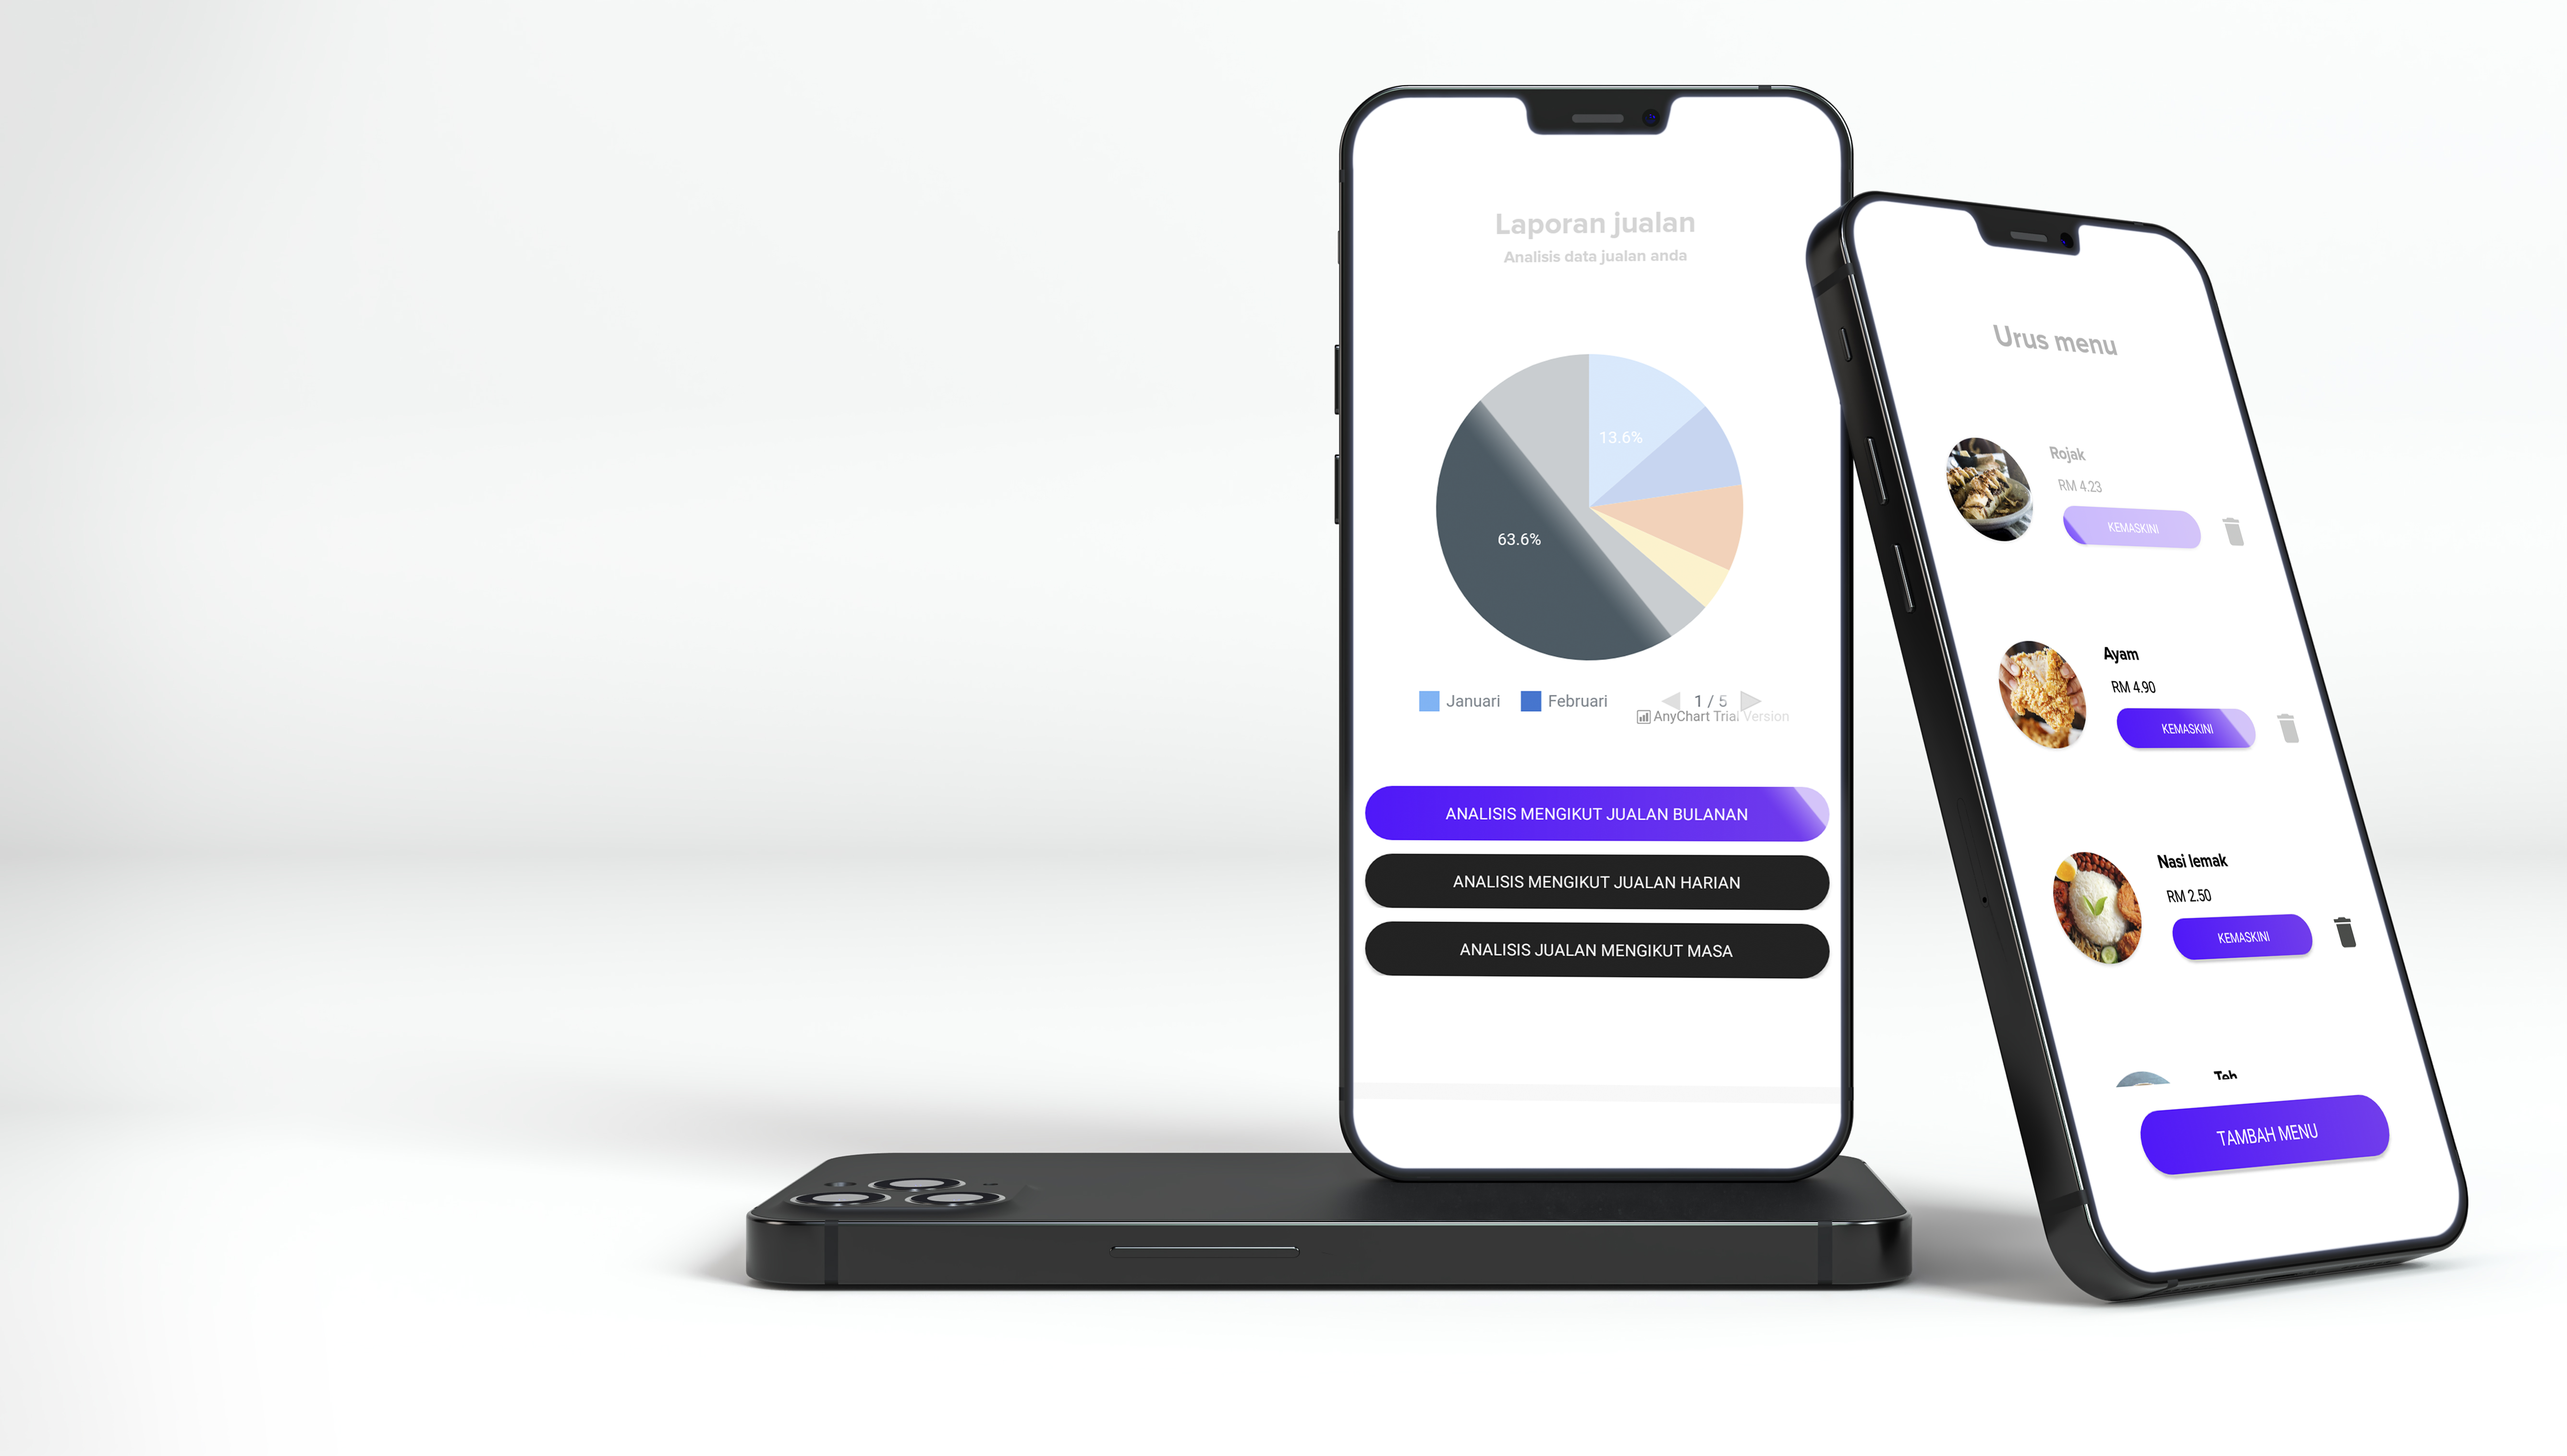 Laporan jualan
Analisis data jualan anda
13.6%
63.6%
Januari
Februari
1 / 5
AnyChart Trial Version
ANALISIS MENGIKUT JUALAN BULANAN
ANALISIS MENGIKUT JUALAN HARIAN
ANALISIS JUALAN MENGIKUT MASA
Urus menu
Rojak
RM 4.23
KEMASKINI
Ayam
RM 4.90
KEMASKINI
Nasi lemak
RM 2.50
KEMASKINI
Teh
TAMBAH MENU